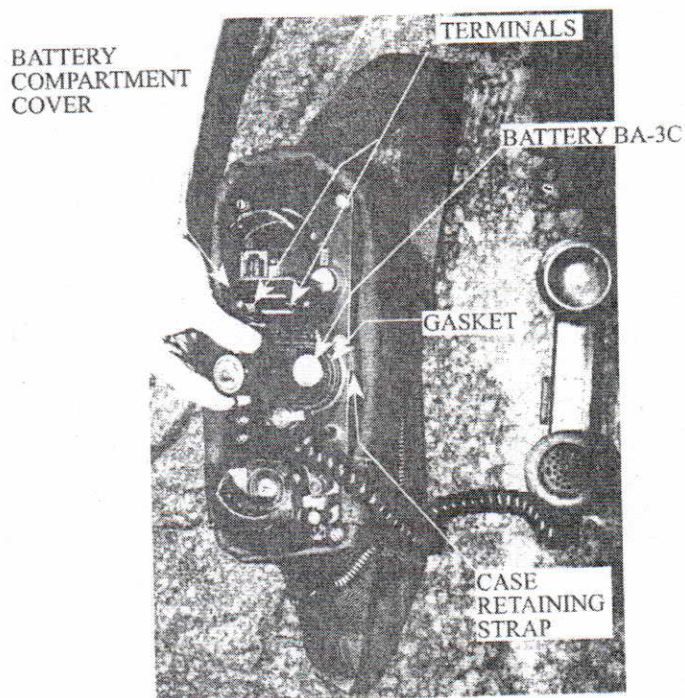 TERMINALS
BATTERY
COMPARTMENT
COVER
BATTERY BA-3C
GASKET
CASE
RETAINING
STRAP